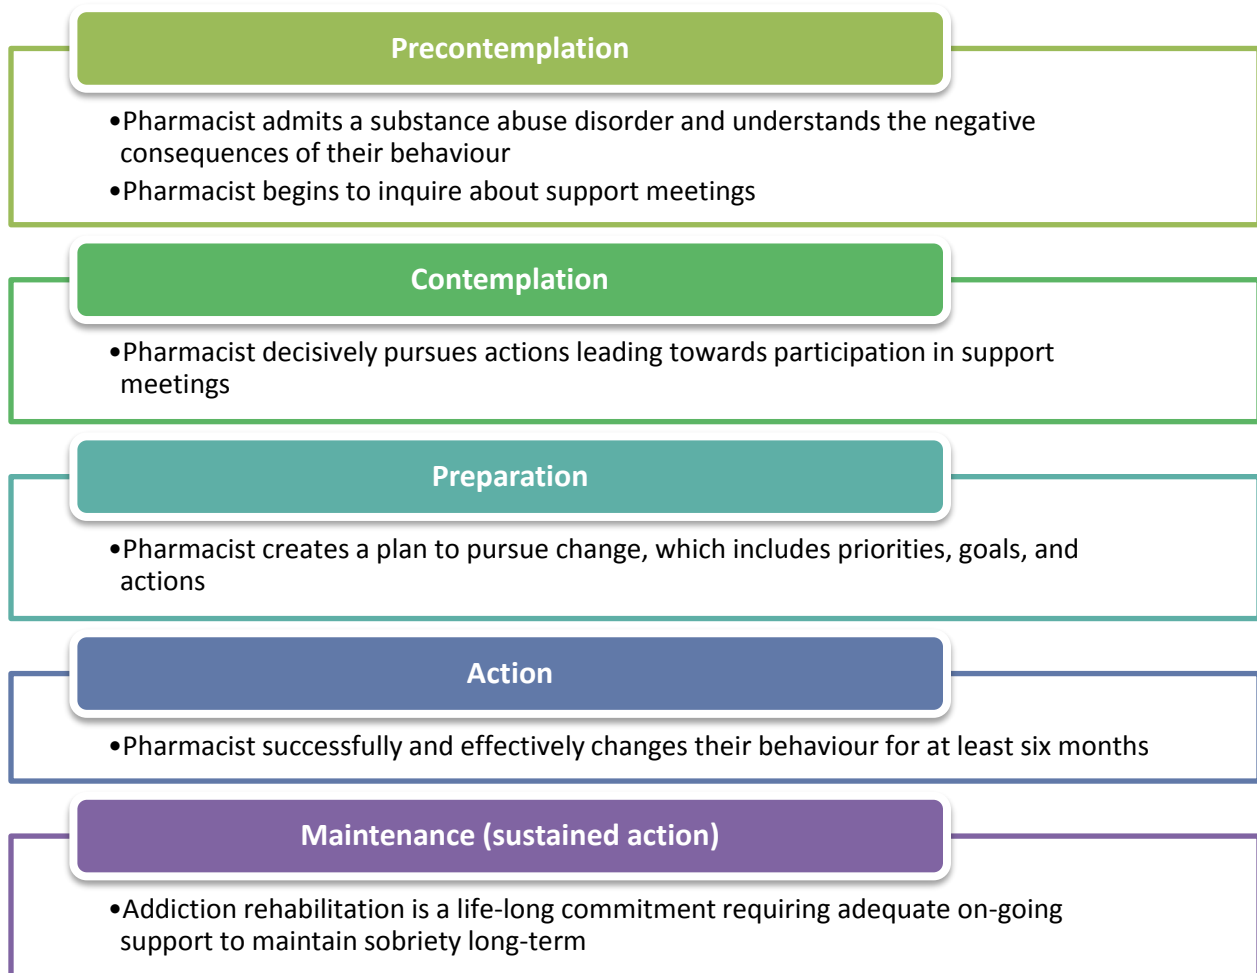 Precontemplation
•Pharmacist admits a substance abuse disorder and understands the negative
consequences of their behaviour
•Pharmacist begins to inquire about support meetings
Contemplation
•Pharmacist decisively pursues actions leading towards participation in support
meetings
Preparation
•Pharmacist creates a plan to pursue change, which includes priorities, goals, and
actions
Action
•Pharmacist successfully and effectively changes their behaviour for at least six months
Maintenance (sustained action)
•Addiction rehabilitation is a life-long commitment requiring adequate on-going
support to maintain sobriety long-term